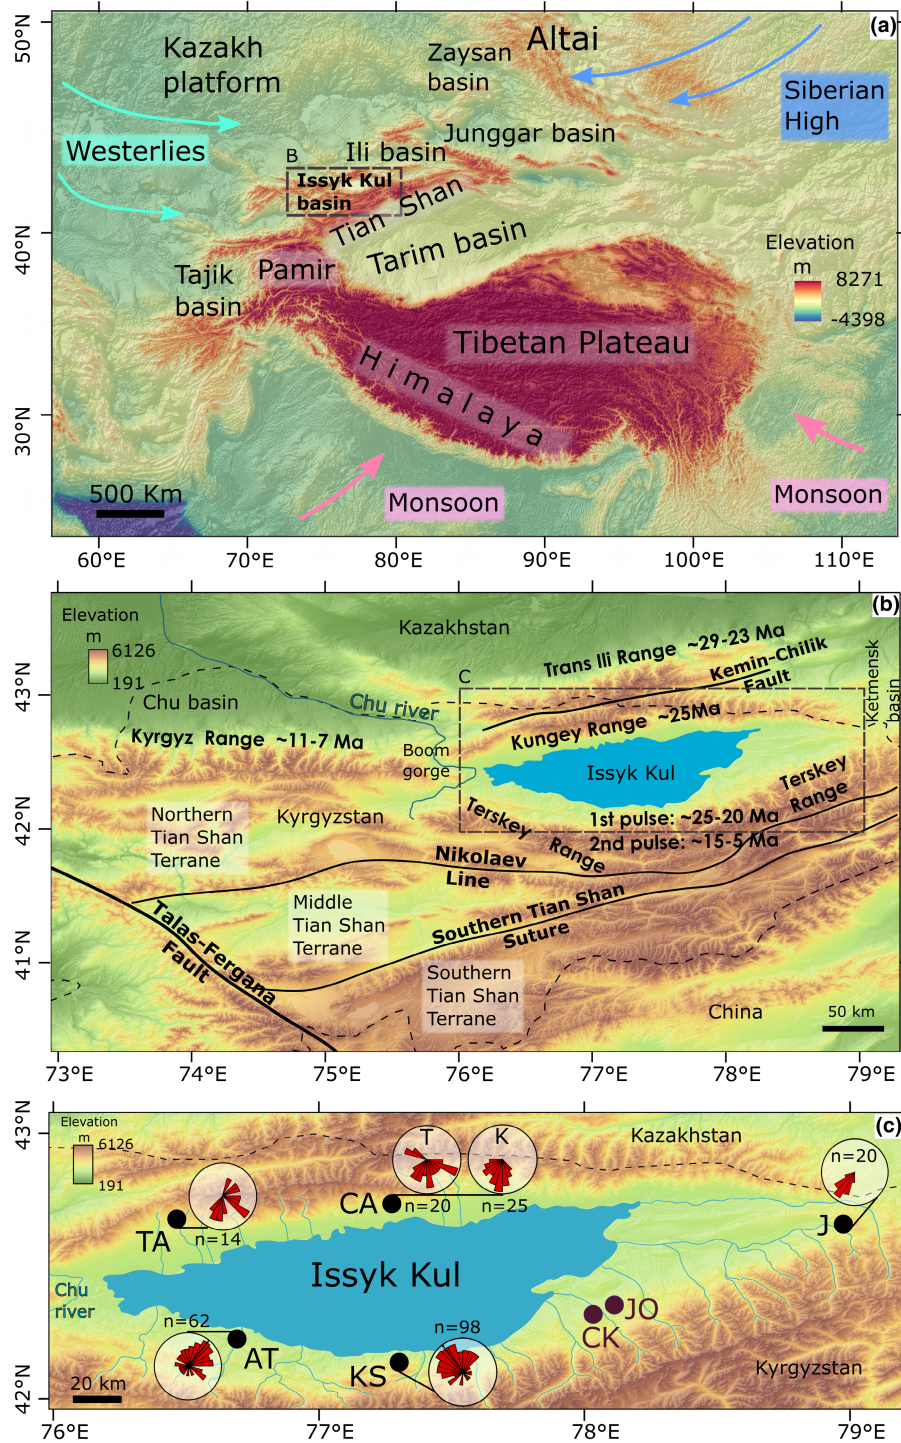 (a)
50°N
40°N
30°N
Kazakh
platform
Zaysan
basin
Altai
Siberian
High
Westerlies
Junggar basin
Ili basin
B
Issyk Kul
basin
Tian Shan
Tarim basin
Tajik
basin
Pamir
Elevation
m
8271
-4398
Tibetan Plateau
Himalaya
500 Km
Monsoon
Monsoon
60°E
70°E
80°E
90°E
100°E
110°E
(b)
Elevation
m
6126
191
Kazakhstan
Trans Ili Range ~29-23 Ma
Kemin-Chilik
Fault
Ketmensk
basin
C
43°N
42°N
41°N
Chu basin
Chu river
Kungey Range ~25Ma
Kyrgyz Range ~11-7 Ma
Boom
gorge
Issyk Kul
Terskey
Range
Northern
Tian Shan
Terrane
Kyrgyzstan
Terskey Range
1st pulse: ~25-20 Ma
2nd pulse: ~15-5 Ma
Nikolaev
Line
Middle
Tian Shan
Terrane
Southern Tian Shan
Suture
Talas-Fergana
Fault
Southern
Tian Shan
Terrane
China
50 km
73°E
74°E
75°E
76°E
77°E
78°E
79°E
(c)
43°N
42°N
Elevation
m
6126
191
T
K
Kazakhstan
n=20
CA
n=20
n=25
TA
n=14
J
Issyk Kul
Chu
river
n=62
n=98
JO
CK
AT
KS
Kyrgyzstan
20 km
76°E
77°E
78°E
79°E